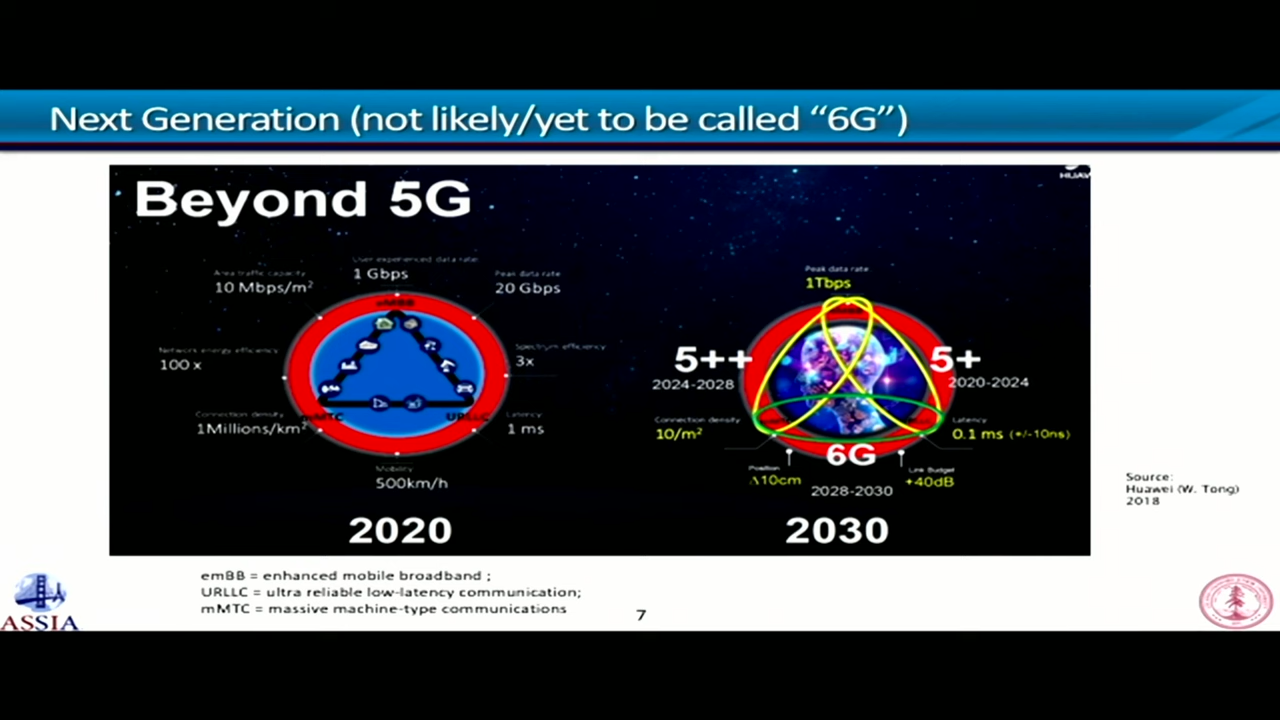 Next Generation (not likely/yet to be called “6G”)
Beyond 5G
HUAW
User experienced data rate
1 Gbps
Area traffic capacity
10 Mbps/m²
Peak data rate
20 Gbps
Network energy efficiency
100 x
Spectrum efficiency
3x
Connection density
1Millions/km²
mMTC
URLLC
Latency
1 ms
Mobility
500km/h
2020
Peak data rate
1Tbps
5++
2024-2028
5+
2020-2024
Connection density
10/m²
Latency
0.1 ms (+/-10ns)
6G
Position
Δ10cm
2028-2030
Link Budget
+40dB
2030
Source:
Huawei (W. Tong)
2018
emBB = enhanced mobile broadband ;
URLLC = ultra reliable low-latency communication;
mMTC = massive machine-type communications
7
ASSIA